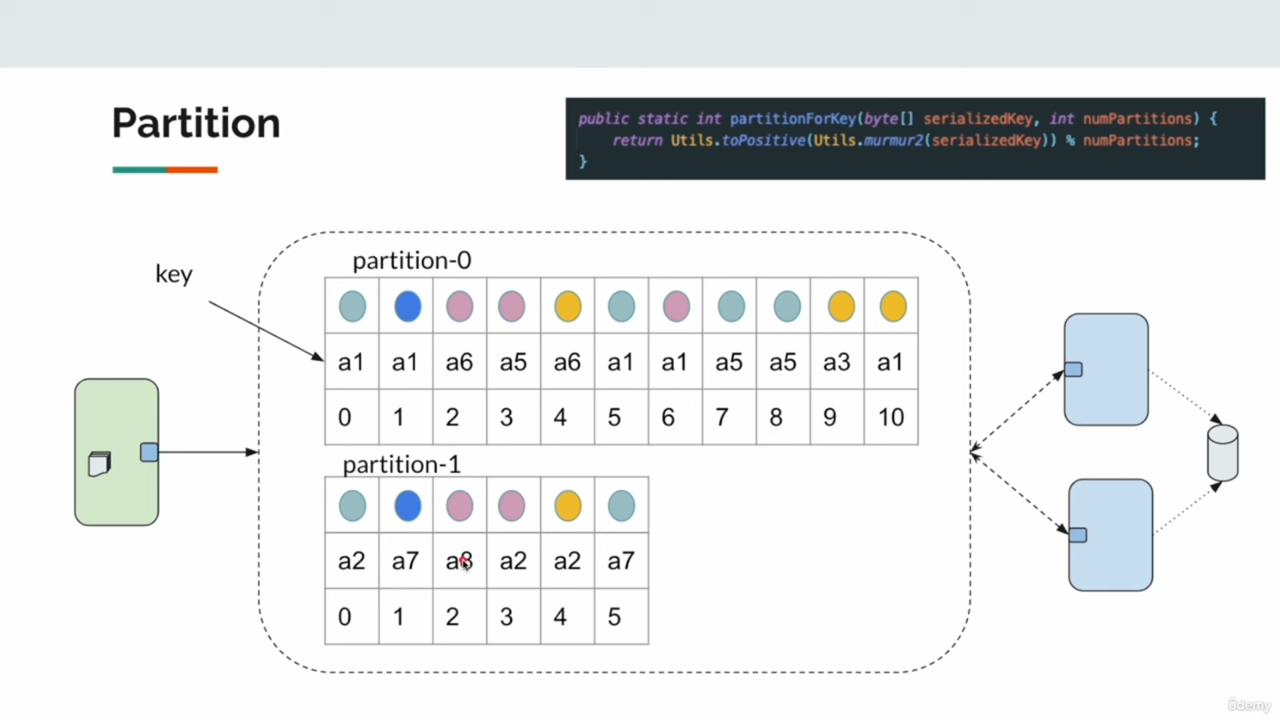 Partition
public static int partitionForKey(byte[] serializedKey, int numPartitions) {
return Utils.toPositive(Utils.murmur2(serializedKey)) % numPartitions;
}
key
partition-0
a1 a1 a6 a5 a6 a1 a1 a5 a5 a3 a1
0 1 2 3 4 5 6 7 8 9 10
partition-1
a2 a7 a8 a2 a2 a7
0 1 2 3 4 5
ûdemy